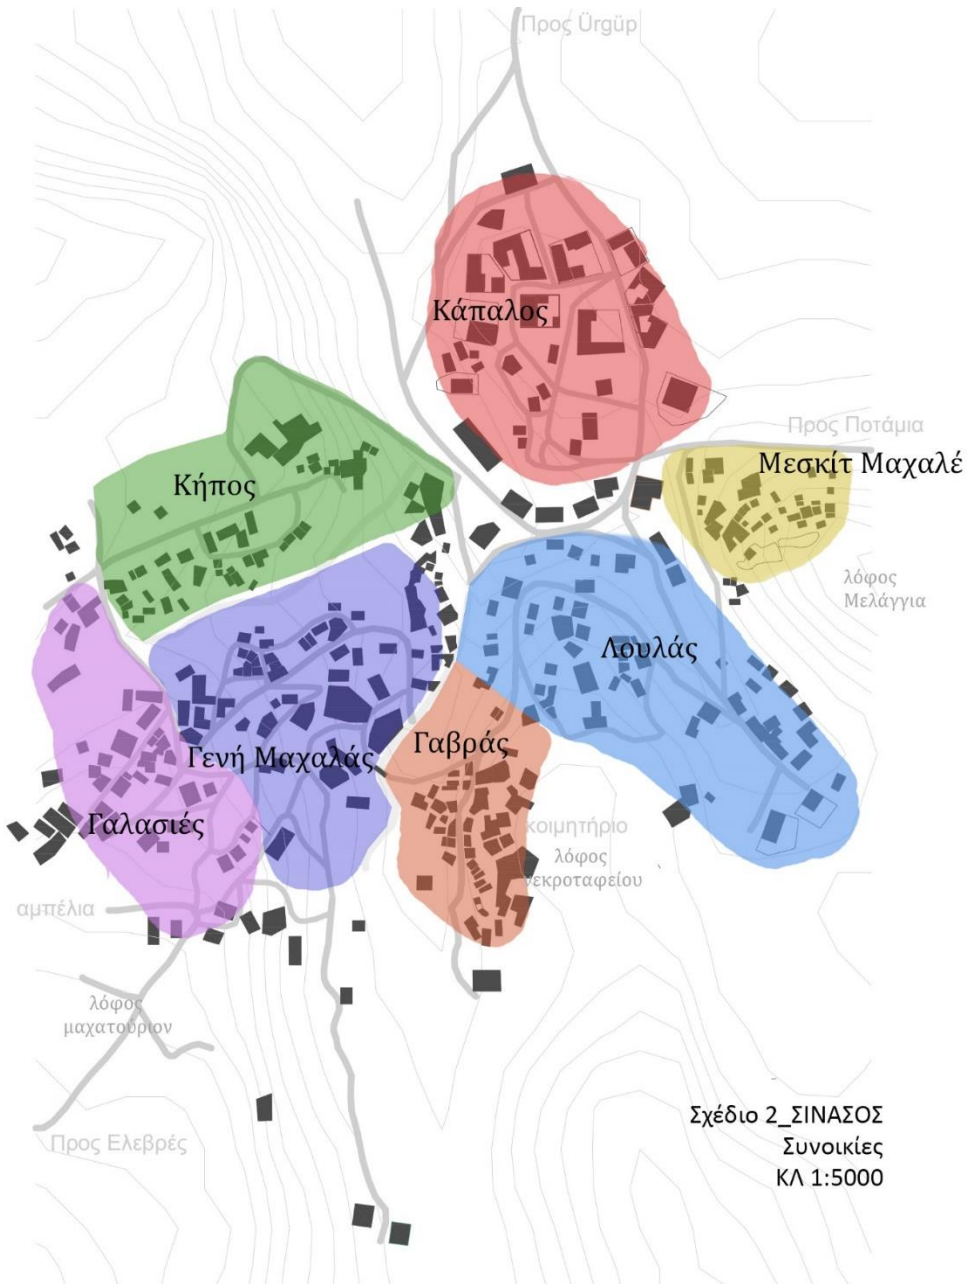 Προς Ürgüp
Κάπαλος
Προς Ποτάμια
Μεσκίτ Μαχαλέ
Κήπος
λόφος
Μελάγγια
Λουλάς
Γαβράς
Γενή Μαχαλάς
Γαλασιές
κοιμητήριο
λόφος
νεκροταφείου
αμπέλια
λόφος
μαχατούριον
Προς Ελεβρές
Σχέδιο 2_ΣΙΝΑΣΟΣ
Συνοικίες
ΚΛ 1:5000